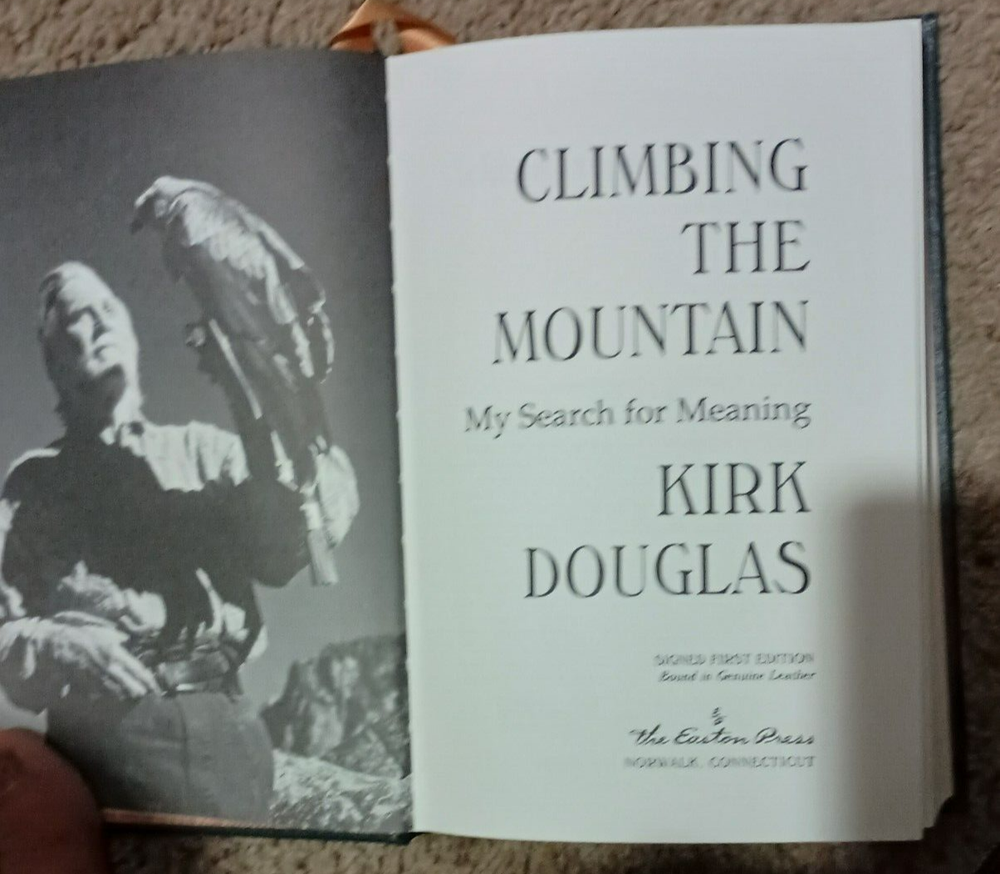 CLIMBING
THE
MOUNTAIN
My Search for Meaning
KIRK
DOUGLAS
SIGNED FIRST EDITION
Bound in Genuine Leather
the Easton Press
NORWALK, CONNECTICUT